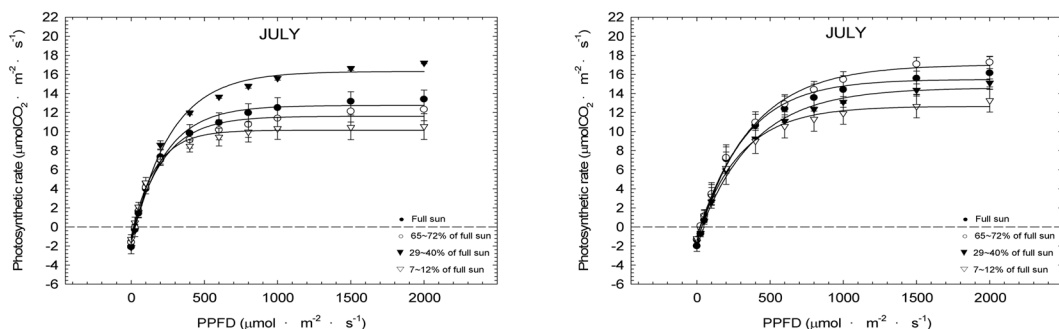 JULY
Photosynthetic rate (μmolCO2 · m-2 · s-1)
22
20
18
16
14
12
10
8
6
4
2
0
-2
-4
-6
Full sun
65~72% of full sun
29~40% of full sun
7~12% of full sun
0 500 1000 1500 2000
PPFD (μmol · m-2 · s-1)
JULY
Photosynthetic rate (μmolCO2 · m-2 · s-1)
22
20
18
16
14
12
10
8
6
4
2
0
-2
-4
-6
Full sun
65~72% of full sun
29~40% of full sun
7~12% of full sun
0 500 1000 1500 2000
PPFD (μmol · m-2 · s-1)